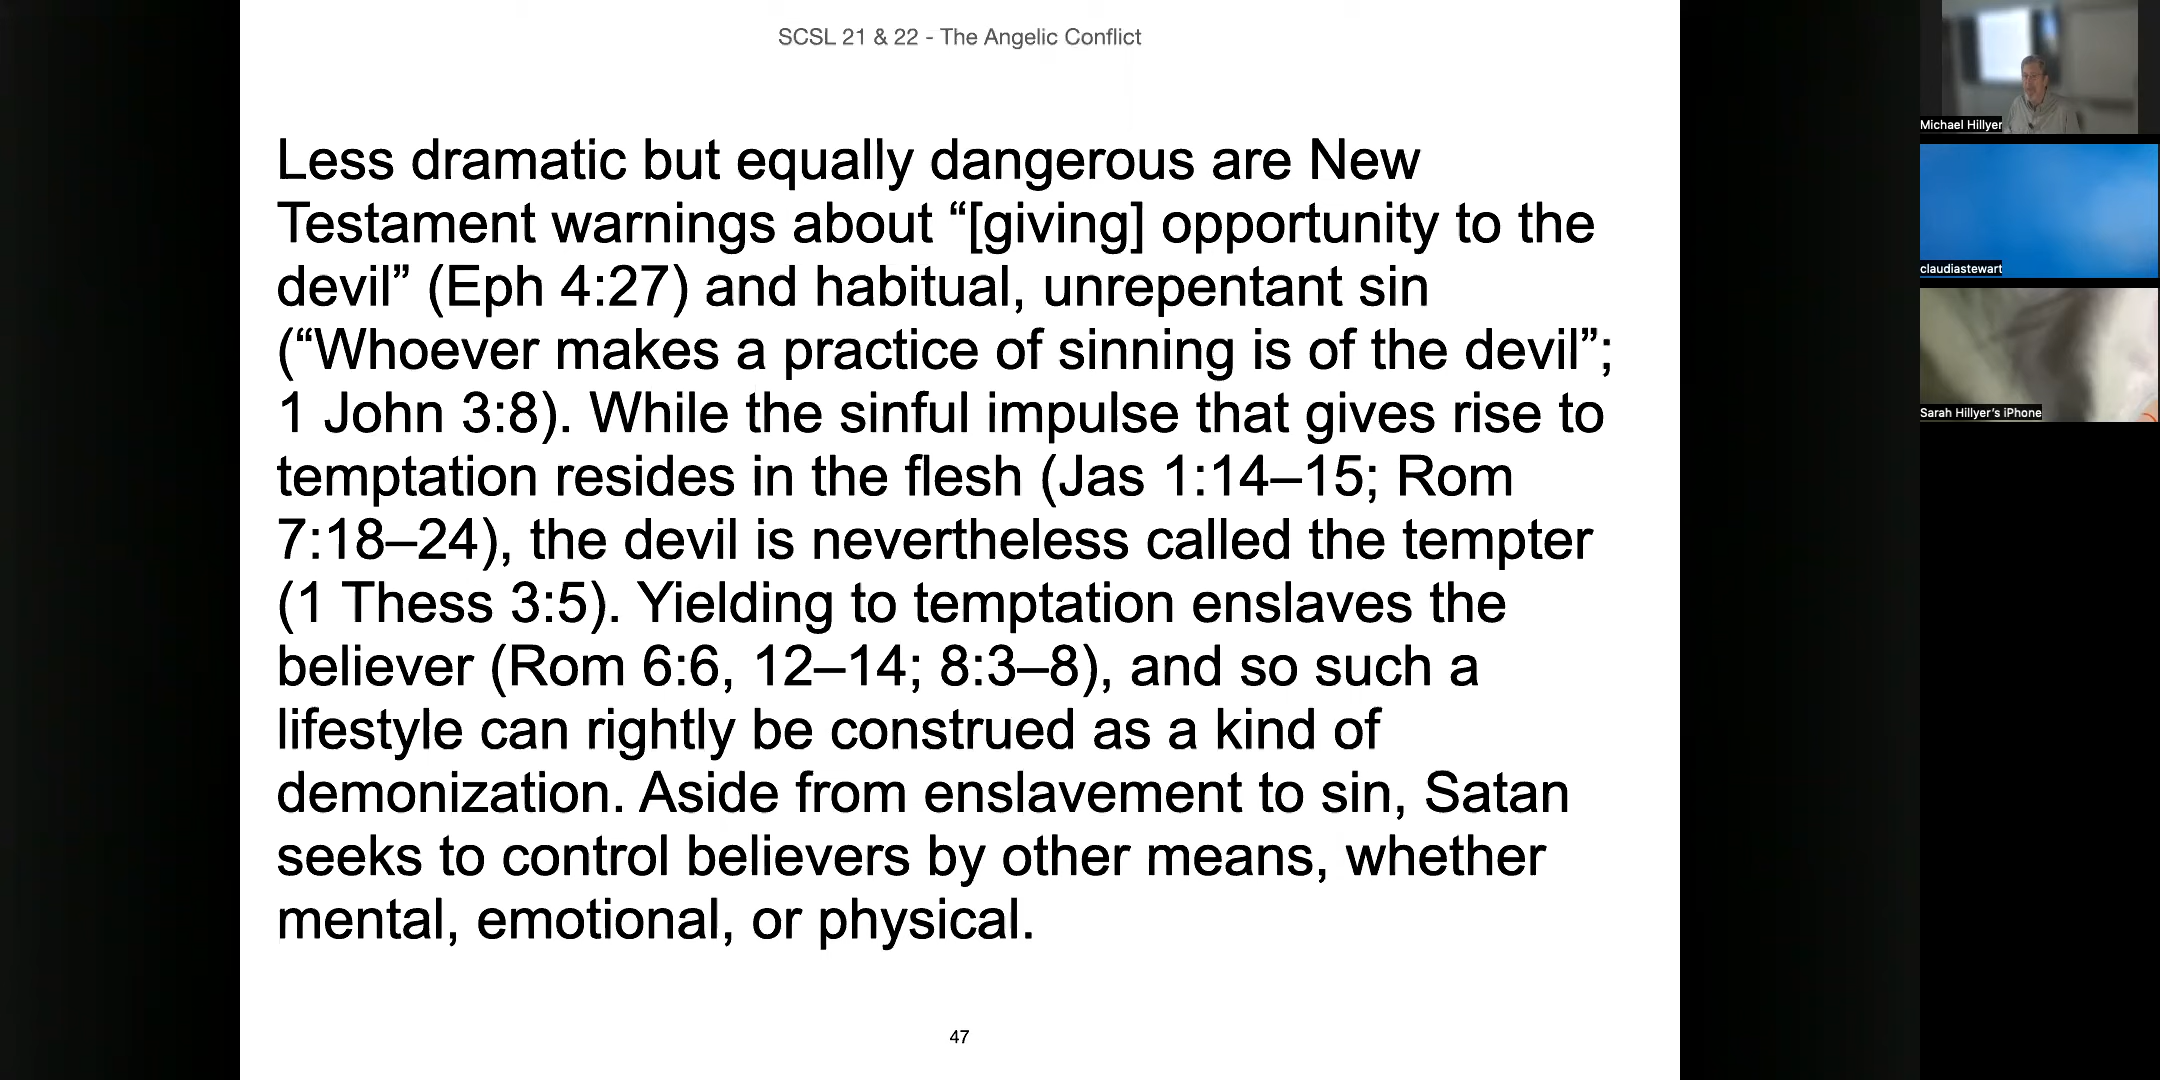 SCSL 21 & 22 - The Angelic Conflict
Less dramatic but equally dangerous are New
Testament warnings about “[giving] opportunity to the
devil” (Eph 4:27) and habitual, unrepentant sin
(“Whoever makes a practice of sinning is of the devil”;
1 John 3:8). While the sinful impulse that gives rise to
temptation resides in the flesh (Jas 1:14–15; Rom
7:18–24), the devil is nevertheless called the tempter
(1 Thess 3:5). Yielding to temptation enslaves the
believer (Rom 6:6, 12–14; 8:3–8), and so such a
lifestyle can rightly be construed as a kind of
demonization. Aside from enslavement to sin, Satan
seeks to control believers by other means, whether
mental, emotional, or physical.
47
Michael Hillyer
claudiastewart
Sarah Hillyer’s iPhone